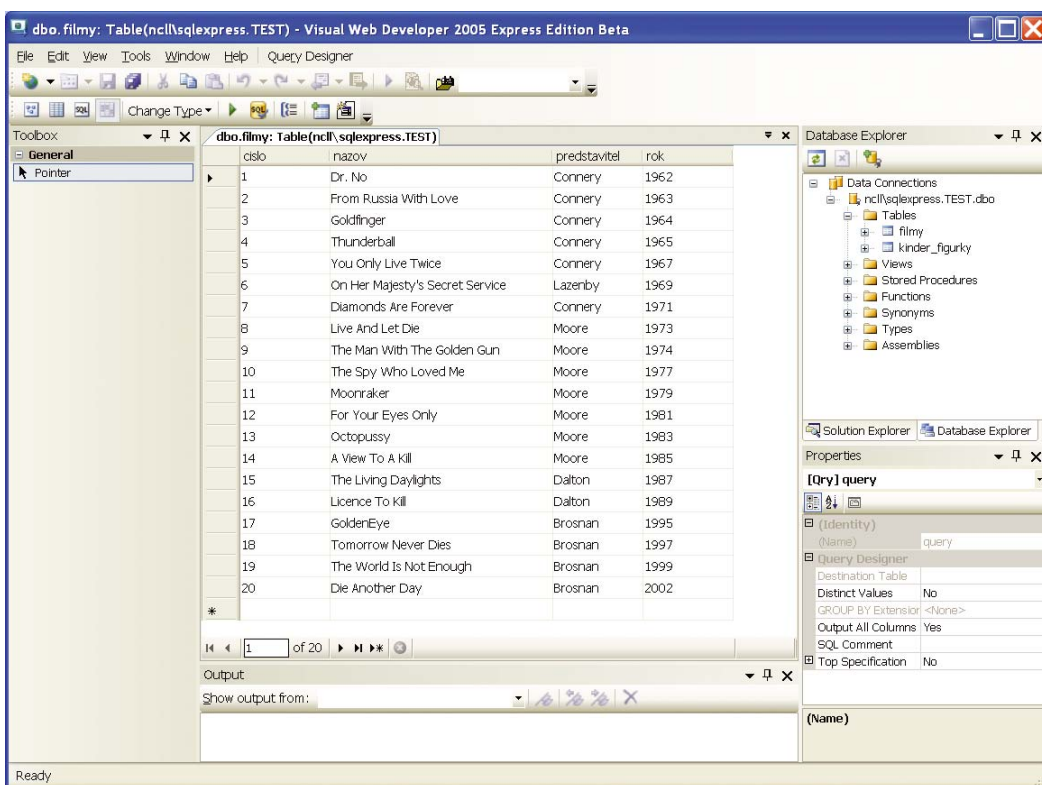 dbo.filmy: Table(ncll\sqlexpress.TEST) - Visual Web Developer 2005 Express Edition Beta
File Edit View Tools Window Help Query Designer
SQL Change Type SQL
Toolbox
General
Pointer
dbo.filmy: Table(ncll\sqlexpress.TEST)
cislo nazov predstavitel rok
1 Dr. No Connery 1962
2 From Russia With Love Connery 1963
3 Goldfinger Connery 1964
4 Thunderball Connery 1965
5 You Only Live Twice Connery 1967
6 On Her Majesty's Secret Service Lazenby 1969
7 Diamonds Are Forever Connery 1971
8 Live And Let Die Moore 1973
9 The Man With The Golden Gun Moore 1974
10 The Spy Who Loved Me Moore 1977
11 Moonraker Moore 1979
12 For Your Eyes Only Moore 1981
13 Octopussy Moore 1983
14 A View To A Kill Moore 1985
15 The Living Daylights Dalton 1987
16 Licence To Kill Dalton 1989
17 GoldenEye Brosnan 1995
18 Tomorrow Never Dies Brosnan 1997
19 The World Is Not Enough Brosnan 1999
20 Die Another Day Brosnan 2002
1 of 20
Output
Show output from:
Database Explorer
Data Connections
ncll\sqlexpress.TEST.dbo
Tables
filmy
kinder_figurky
Views
Stored Procedures
Functions
Synonyms
Types
Assemblies
Solution Explorer Database Explorer
Properties
[Qry] query
(Identity)
(Name) query
Query Designer
Destination Table
Distinct Values No
GROUP BY Extension <None>
Output All Columns Yes
SQL Comment
Top Specification No
(Name)
Ready